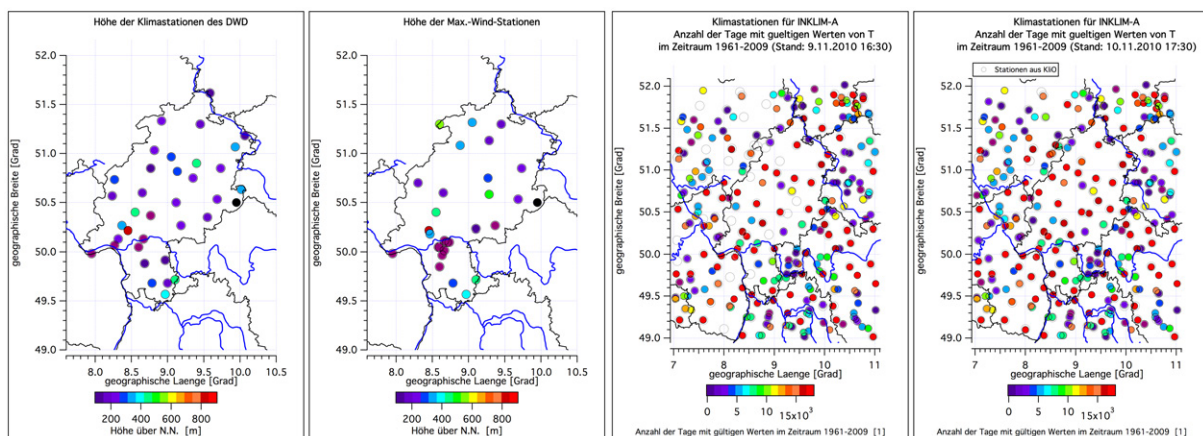 Höhe der Klimastationen des DWD
52.0
51.5
51.0
50.5
50.0
49.5
49.0
geographische Breite [Grad]
8.0 8.5 9.0 9.5 10.0 10.5
geographische Laenge [Grad]
200 400 600 800
Höhe über N.N. [m]
Höhe der Max.-Wind-Stationen
52.0
51.5
51.0
50.5
50.0
49.5
49.0
geographische Breite [Grad]
8.0 8.5 9.0 9.5 10.0 10.5
geographische Laenge [Grad]
200 400 600 800
Höhe über N.N. [m]
Klimastationen für INKLIM-A
Anzahl der Tage mit gueltigen Werten von T
im Zeitraum 1961-2009 (Stand: 9.11.2010 16:30)
52.0
51.5
51.0
50.5
50.0
49.5
49.0
geographische Breite [Grad]
7 8 9 10 11
geographische Laenge [Grad]
0 5 10 15x10³
Anzahl der Tage mit gültigen Werten im Zeitraum 1961-2009 [1]
Klimastationen für INKLIM-A
Anzahl der Tage mit gueltigen Werten von T
im Zeitraum 1961-2009 (Stand: 10.11.2010 17:30)
Stationen aus KliO
52.0
51.5
51.0
50.5
50.0
49.5
49.0
geographische Breite [Grad]
7 8 9 10 11
geographische Laenge [Grad]
0 5 10 15x10³
Anzahl der Tage mit gültigen Werten im Zeitraum 1961-2009 [1]